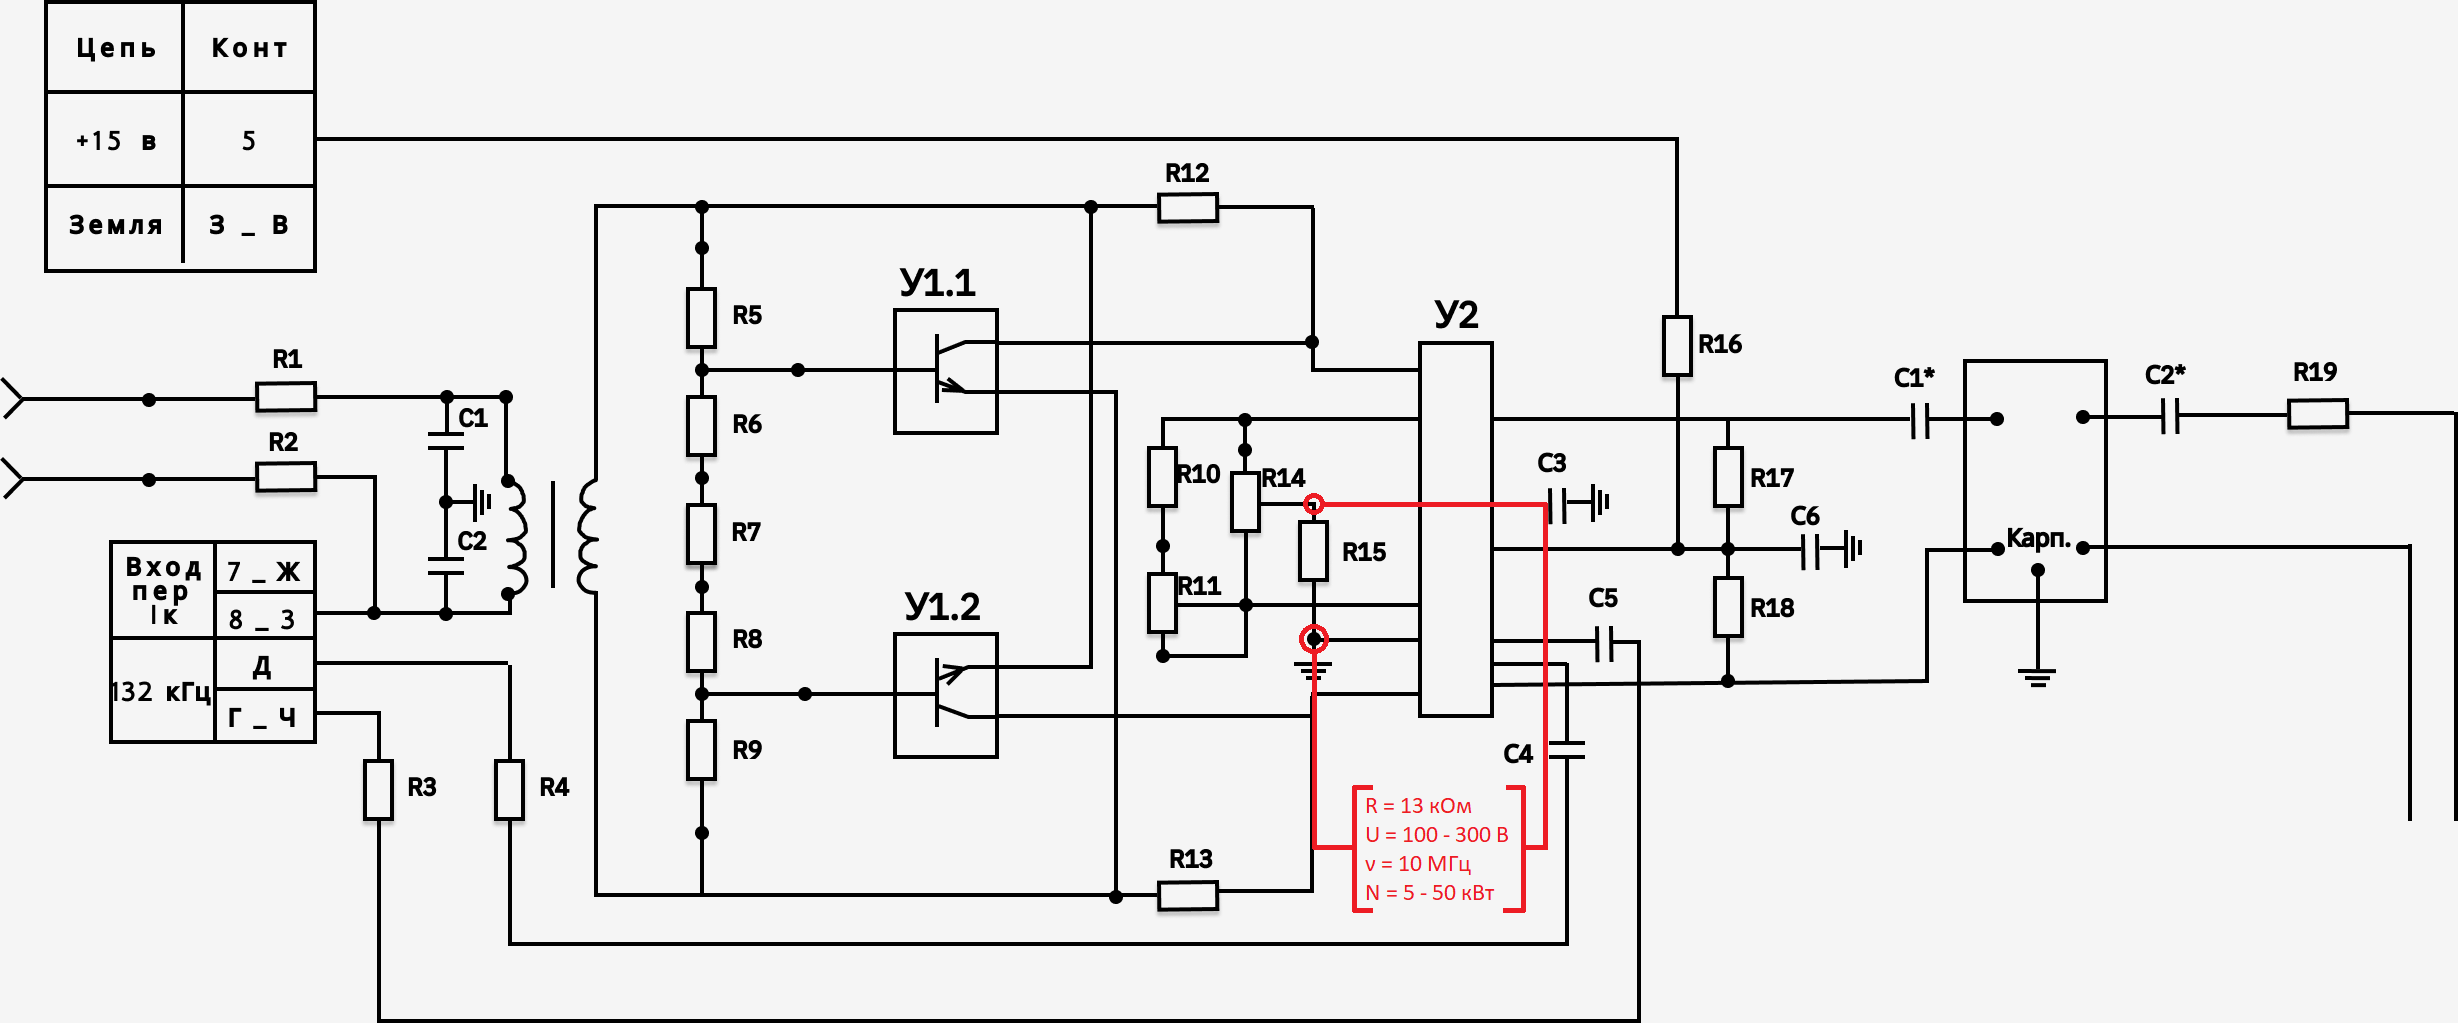 Цепь Конт
+15 в 5
Земля З _ В
R12
У1.1
R5
У2
R16
R1
C1*
C2*
R19
C1
R6
R2
R10
R14
C3
R17
C6
R7
R15
C2
Карп.
Вход
пер
Iк
7 _ Ж
8 _ 3
R11
C5
R18
У1.2
R8
132 кГц
Д
Г _ Ч
R9
C4
R3
R4
R13
R = 13 кОм
U = 100 - 300 В
ν = 10 МГц
N = 5 - 50 кВт